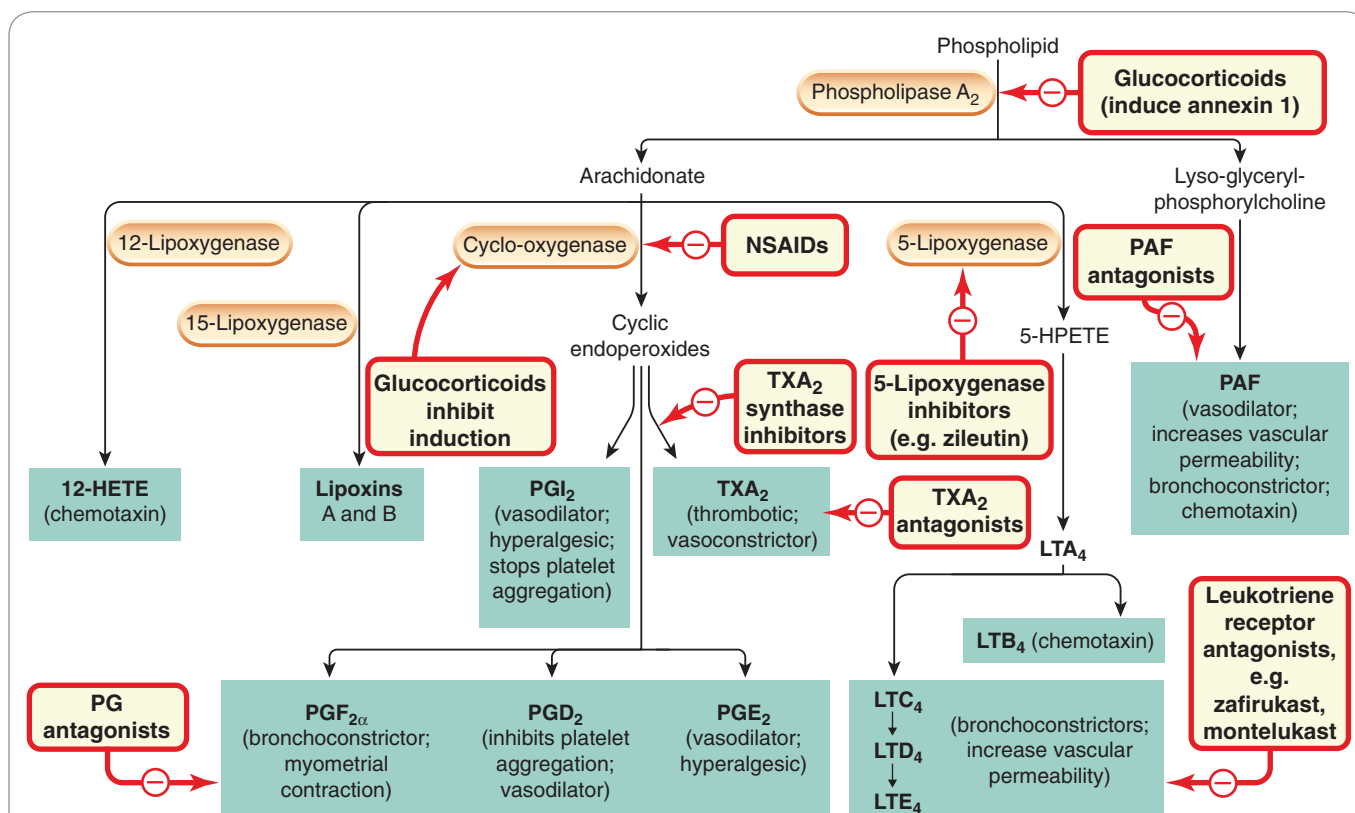 Phospholipid
Phospholipase A₂
Glucocorticoids
(induce annexin 1)
Arachidonate
Lyso-glyceryl-
phosphorylcholine
12-Lipoxygenase
Cyclo-oxygenase
NSAIDs
5-Lipoxygenase
PAF
antagonists
15-Lipoxygenase
Cyclic
endoperoxides
5-HPETE
Glucocorticoids
inhibit
induction
TXA₂
synthase
inhibitors
5-Lipoxygenase
inhibitors
(e.g. zileutin)
PAF
(vasodilator;
increases vascular
permeability;
bronchoconstrictor;
chemotaxin)
12-HETE
(chemotaxin)
Lipoxins
A and B
PGI₂
(vasodilator;
hyperalgesic;
stops platelet
aggregation)
TXA₂
(thrombotic;
vasoconstrictor)
TXA₂
antagonists
LTA₄
LTB₄ (chemotaxin)
Leukotriene
receptor
antagonists,
e.g.
zafirukast,
montelukast
PG
antagonists
PGF₂α
(bronchoconstrictor;
myometrial
contraction)
PGD₂
(inhibits platelet
aggregation;
vasodilator)
PGE₂
(vasodilator;
hyperalgesic)
LTC₄
LTD₄
LTE₄
(bronchoconstrictors;
increase vascular
permeability)